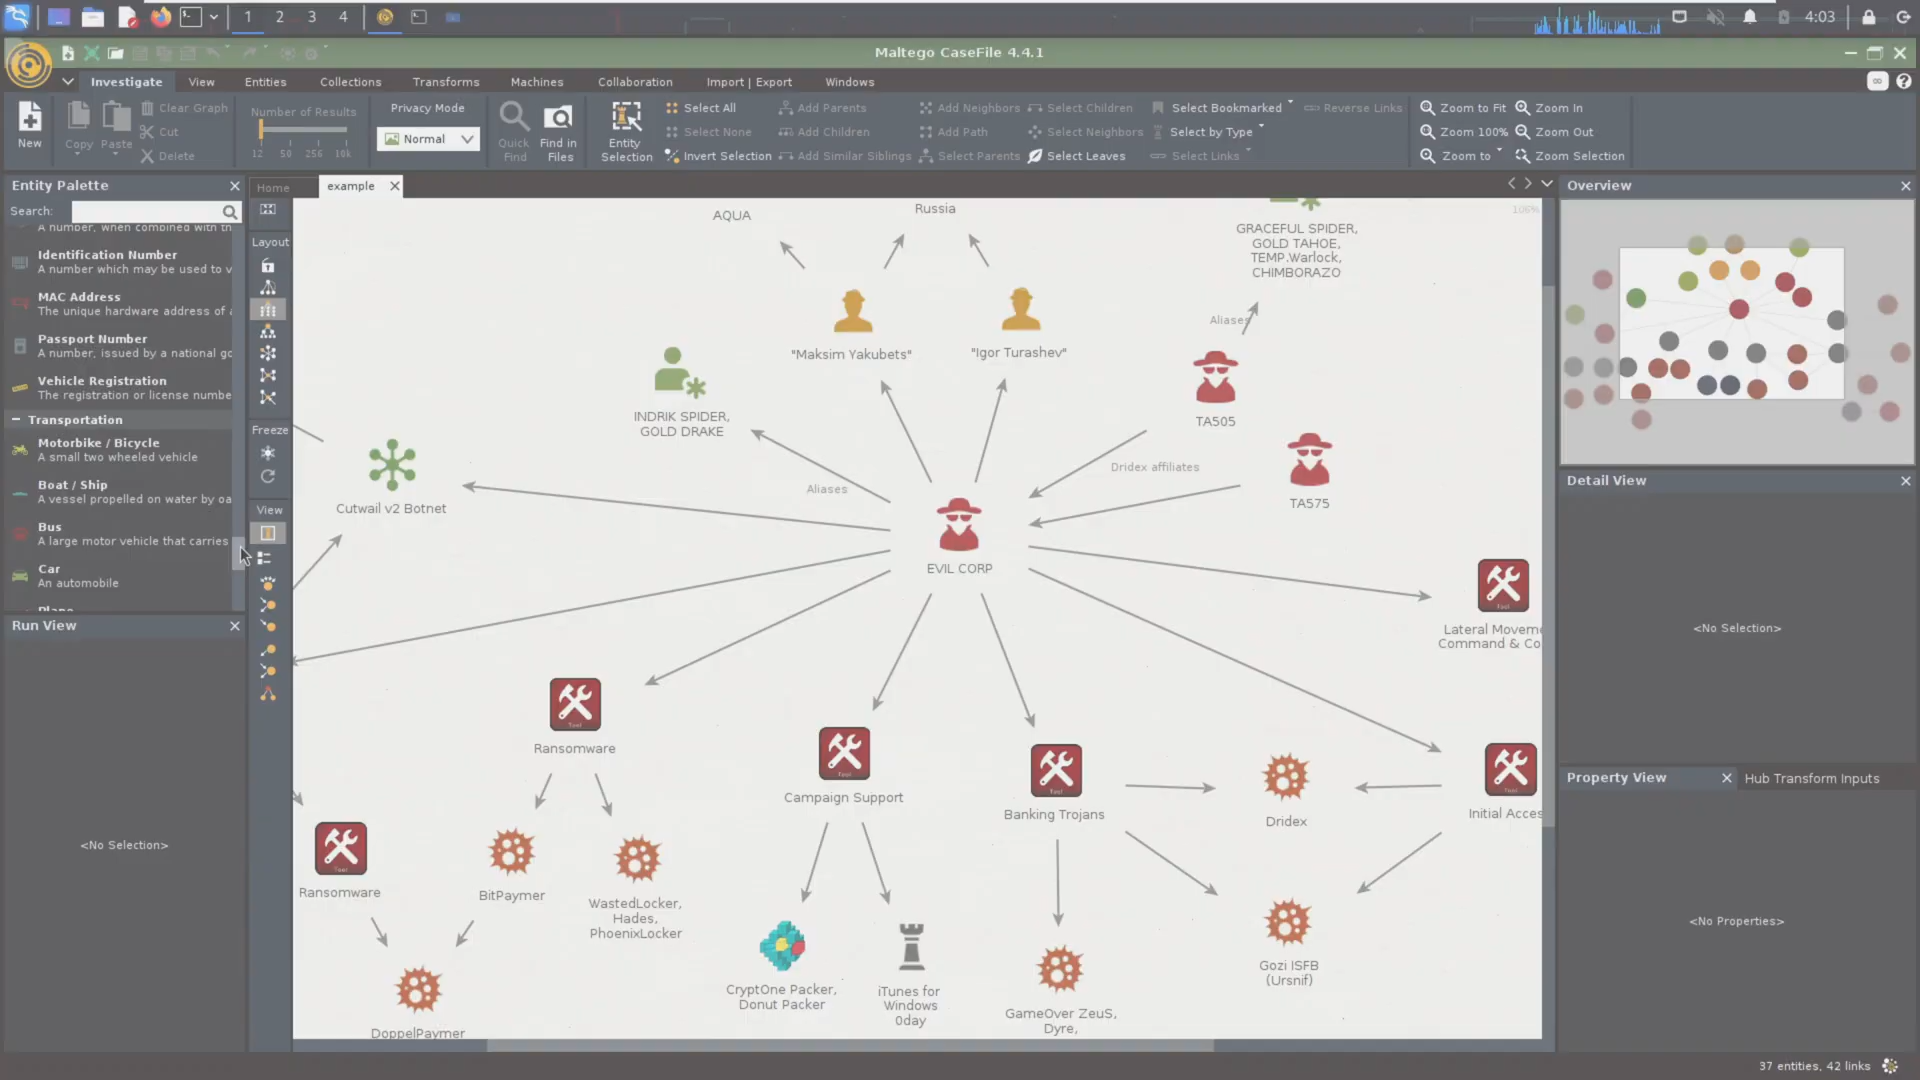 1 2 3 4
4:03
Maltego CaseFile 4.4.1
Investigate View Entities Collections Transforms Machines Collaboration Import | Export Windows
New
Copy
Paste
Clear Graph
Cut
Delete
Number of Results
12 50 256 10k
Privacy Mode
Normal
Quick
Find
Find in
Files
Entity
Selection
Select All
Select None
Invert Selection
Add Parents
Add Children
Add Similar Siblings
Add Neighbors
Add Path
Select Parents
Select Children
Select Neighbors
Select Leaves
Select Bookmarked
Select by Type
Select Links
Reverse Links
Zoom to Fit
Zoom 100%
Zoom to
Zoom In
Zoom Out
Zoom Selection
Entity Palette
Search:
A number, when combined with th
Identification Number
A number which may be used to v
MAC Address
The unique hardware address of a
Passport Number
A number, issued by a national go
Vehicle Registration
The registration or license numbe
Transportation
Motorbike / Bicycle
A small two wheeled vehicle
Boat / Ship
A vessel propelled on water by oa
Bus
A large motor vehicle that carries
Car
An automobile
Plane
Run View
<No Selection>
Home
example
Layout
Freeze
View
106%
AQUA
Russia
GRACEFUL SPIDER,
GOLD TAHOE,
TEMP.Warlock,
CHIMBORAZO
Aliases
"Maksim Yakubets"
"Igor Turashev"
INDRIK SPIDER,
GOLD DRAKE
TA505
Dridex affiliates
Aliases
TA575
Cutwail v2 Botnet
EVIL CORP
Tool
Lateral Moveme
Command & Co
Tool
Ransomware
Tool
Campaign Support
Tool
Banking Trojans
Dridex
Tool
Initial Acces
Tool
Ransomware
BitPaymer
WastedLocker,
Hades,
PhoenixLocker
Gozi ISFB
(Ursnif)
CryptOne Packer,
Donut Packer
iTunes for
Windows
0day
GameOver ZeuS,
Dyre,
DoppelPaymer
Overview
Detail View
<No Selection>
Property View
Hub Transform Inputs
<No Properties>
37 entities, 42 links